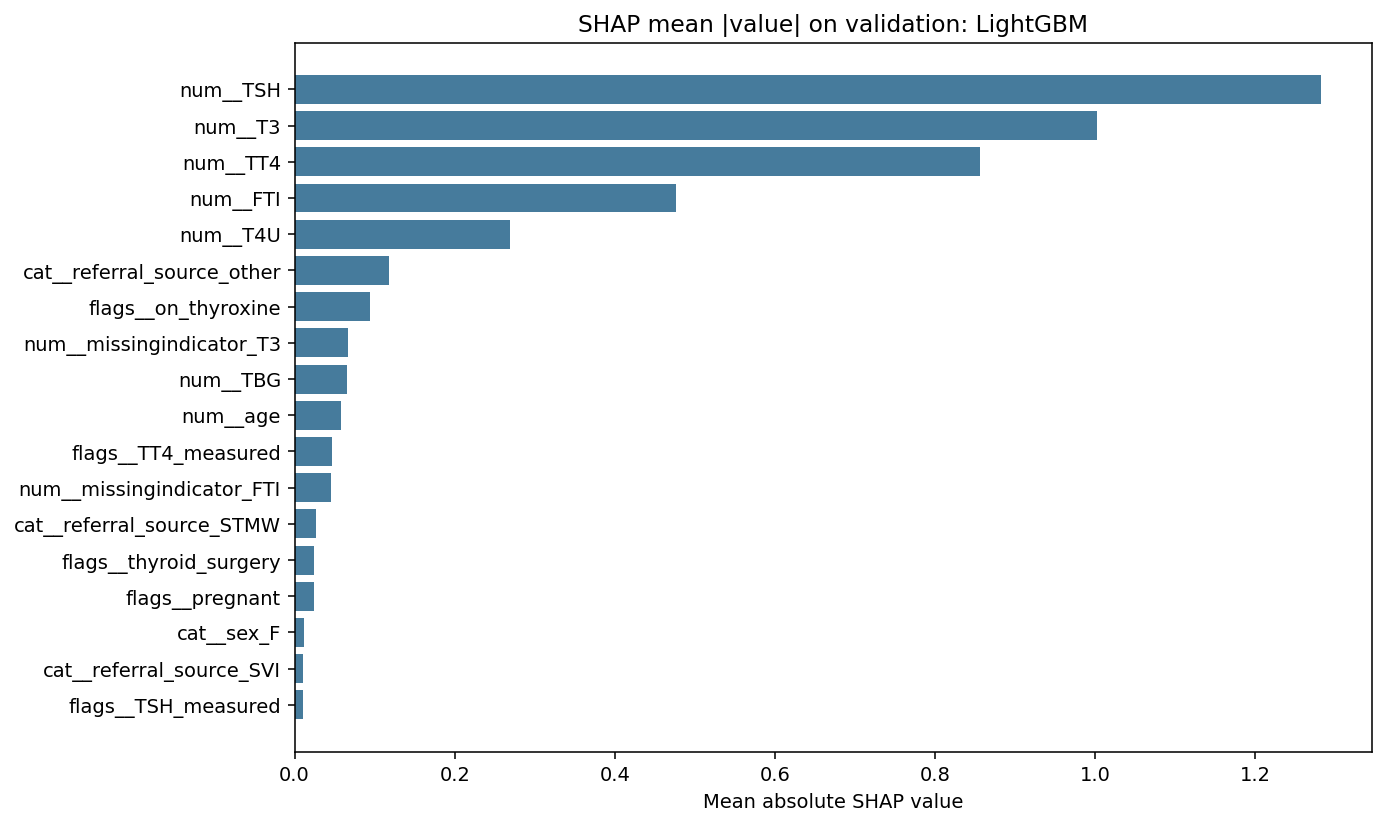 SHAP mean |value| on validation: LightGBM
num__TSH
num__T3
num__TT4
num__FTI
num__T4U
cat__referral_source_other
flags__on_thyroxine
num__missingindicator_T3
num__TBG
num__age
flags__TT4_measured
num__missingindicator_FTI
cat__referral_source_STMW
flags__thyroid_surgery
flags__pregnant
cat__sex_F
cat__referral_source_SVI
flags__TSH_measured
0.0 0.2 0.4 0.6 0.8 1.0 1.2
Mean absolute SHAP value